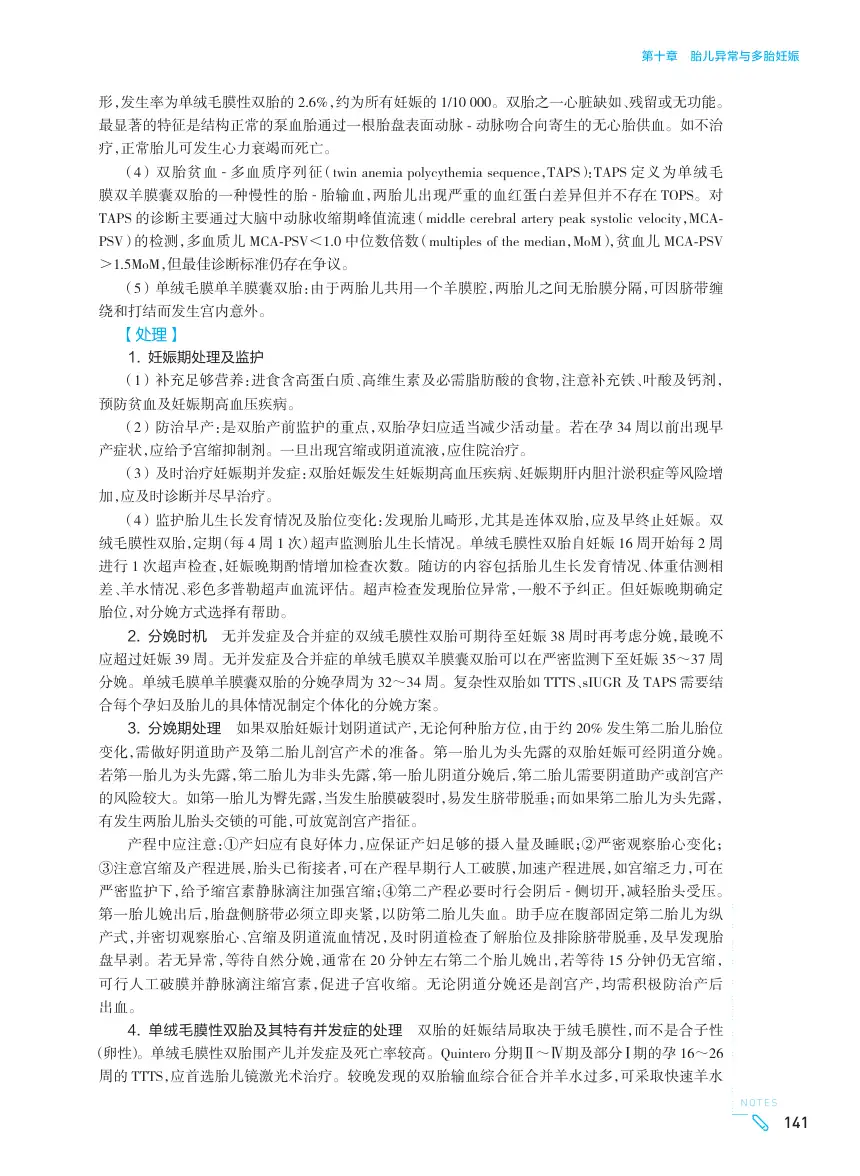 第十章 胎儿异常与多胎妊娠
形,发生率为单绒毛膜性双胎的 2.6%,约为所有妊娠的 1/10 000。双胎之一心脏缺如、残留或无功能。
最显著的特征是结构正常的泵血胎通过一根胎盘表面动脉 - 动脉吻合向寄生的无心胎供血。如不治
疗,正常胎儿可发生心力衰竭而死亡。
（4）双胎贫血 - 多血质序列征（twin anemia polycythemia sequence,TAPS）:TAPS 定义为单绒毛
膜双羊膜囊双胎的一种慢性的胎 - 胎输血,两胎儿出现严重的血红蛋白差异但并不存在 TOPS。对
TAPS 的诊断主要通过大脑中动脉收缩期峰值流速（middle cerebral artery peak systolic velocity,MCA-
PSV）的检测,多血质儿 MCA-PSV＜1.0 中位数倍数（multiples of the median,MoM）,贫血儿 MCA-PSV
＞1.5MoM,但最佳诊断标准仍存在争议。
（5）单绒毛膜单羊膜囊双胎:由于两胎儿共用一个羊膜腔,两胎儿之间无胎膜分隔,可因脐带缠
绕和打结而发生宫内意外。
【处理】
1. 妊娠期处理及监护
（1）补充足够营养:进食含高蛋白质、高维生素及必需脂肪酸的食物,注意补充铁、叶酸及钙剂,
预防贫血及妊娠期高血压疾病。
（2）防治早产:是双胎产前监护的重点,双胎孕妇应适当减少活动量。若在孕 34 周以前出现早
产症状,应给予宫缩抑制剂。一旦出现宫缩或阴道流液,应住院治疗。
（3）及时治疗妊娠期并发症:双胎妊娠发生妊娠期高血压疾病、妊娠期肝内胆汁淤积症等风险增
加,应及时诊断并尽早治疗。
（4）监护胎儿生长发育情况及胎位变化:发现胎儿畸形,尤其是连体双胎,应及早终止妊娠。双
绒毛膜性双胎,定期（每 4 周 1 次）超声监测胎儿生长情况。单绒毛膜性双胎自妊娠 16 周开始每 2 周
进行 1 次超声检查,妊娠晚期酌情增加检查次数。随访的内容包括胎儿生长发育情况、体重估测相
差、羊水情况、彩色多普勒超声血流评估。超声检查发现胎位异常,一般不予纠正。但妊娠晚期确定
胎位,对分娩方式选择有帮助。
2. 分娩时机 无并发症及合并症的双绒毛膜性双胎可期待至妊娠 38 周时再考虑分娩,最晚不
应超过妊娠 39 周。无并发症及合并症的单绒毛膜双羊膜囊双胎可以在严密监测下至妊娠 35～37 周
分娩。单绒毛膜单羊膜囊双胎的分娩孕周为 32～34 周。复杂性双胎如 TTTS、sIUGR 及 TAPS 需要结
合每个孕妇及胎儿的具体情况制定个体化的分娩方案。
3. 分娩期处理 如果双胎妊娠计划阴道试产,无论何种胎方位,由于约 20% 发生第二胎儿胎位
变化,需做好阴道助产及第二胎儿剖宫产术的准备。第一胎儿为头先露的双胎妊娠可经阴道分娩。
若第一胎儿为头先露,第二胎儿为非头先露,第一胎儿阴道分娩后,第二胎儿需要阴道助产或剖宫产
的风险较大。如第一胎儿为臀先露,当发生胎膜破裂时,易发生脐带脱垂;而如果第二胎儿为头先露,
有发生两胎儿胎头交锁的可能,可放宽剖宫产指征。
产程中应注意:①产妇应有良好体力,应保证产妇足够的摄入量及睡眠;②严密观察胎心变化;
③注意宫缩及产程进展,胎头已衔接者,可在产程早期行人工破膜,加速产程进展,如宫缩乏力,可在
严密监护下,给予缩宫素静脉滴注加强宫缩;④第二产程必要时行会阴后 - 侧切开,减轻胎头受压。
第一胎儿娩出后,胎盘侧脐带必须立即夹紧,以防第二胎儿失血。助手应在腹部固定第二胎儿为纵
产式,并密切观察胎心、宫缩及阴道流血情况,及时阴道检查了解胎位及排除脐带脱垂,及早发现胎
盘早剥。若无异常,等待自然分娩,通常在 20 分钟左右第二个胎儿娩出,若等待 15 分钟仍无宫缩,
可行人工破膜并静脉滴注缩宫素,促进子宫收缩。无论阴道分娩还是剖宫产,均需积极防治产后
出血。
4. 单绒毛膜性双胎及其特有并发症的处理 双胎的妊娠结局取决于绒毛膜性,而不是合子性
（卵性）。单绒毛膜性双胎围产儿并发症及死亡率较高。Quintero 分期Ⅱ～Ⅳ期及部分Ⅰ期的孕 16～26
周的 TTTS,应首选胎儿镜激光术治疗。较晚发现的双胎输血综合征合并羊水过多,可采取快速羊水
NOTES
141